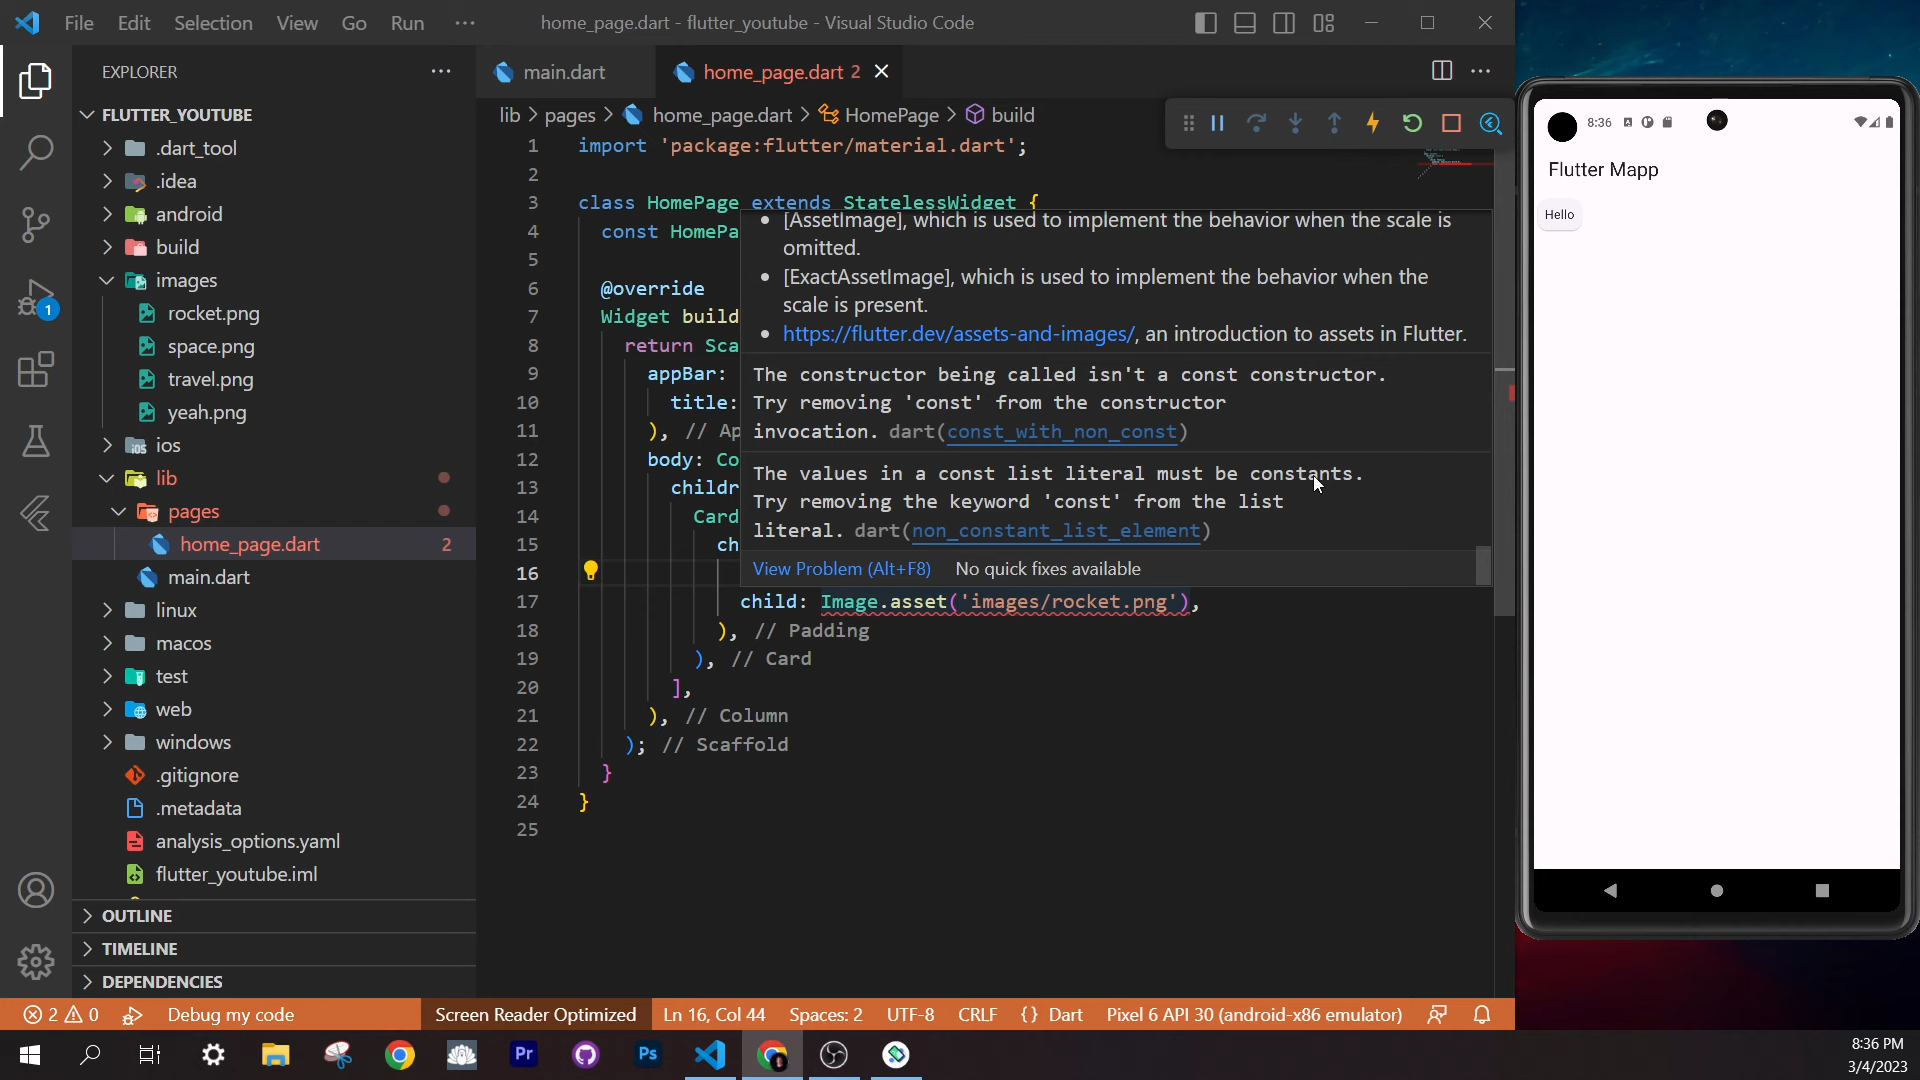 File Edit Selection View Go Run ···
home_page.dart - flutter_youtube - Visual Studio Code
EXPLORER
main.dart
home_page.dart 2
FLUTTER_YOUTUBE
.dart_tool
.idea
android
build
images
rocket.png
space.png
travel.png
yeah.png
ios
lib
pages
home_page.dart 2
main.dart
linux
macos
test
web
windows
.gitignore
.metadata
analysis_options.yaml
flutter_youtube.iml
OUTLINE
TIMELINE
DEPENDENCIES
1
lib > pages > home_page.dart > HomePage > build
1 import 'package:flutter/material.dart';
2
3 class HomePage extends StatelessWidget {
4 const HomePa
5
6 @override
7 Widget build
8 return Sca
9 appBar:
10 title:
11 ), // Ap
12 body: Co
13 childr
14 Card
15 ch
16
17 child: Image.asset('images/rocket.png'),
18 ), // Padding
19 ), // Card
20 ],
21 ), // Column
22 ); // Scaffold
23 }
24 }
25
• [AssetImage], which is used to implement the behavior when the scale is
omitted.
• [ExactAssetImage], which is used to implement the behavior when the
scale is present.
• https://flutter.dev/assets-and-images/, an introduction to assets in Flutter.
The constructor being called isn't a const constructor.
Try removing 'const' from the constructor
invocation. dart(const_with_non_const)
The values in a const list literal must be constants.
Try removing the keyword 'const' from the list
literal. dart(non_constant_list_element)
View Problem (Alt+F8) No quick fixes available
8:36
Flutter Mapp
Hello
2 0 Debug my code Screen Reader Optimized Ln 16, Col 44 Spaces: 2 UTF-8 CRLF {} Dart Pixel 6 API 30 (android-x86 emulator)
Pr
Ps
8:36 PM
3/4/2023